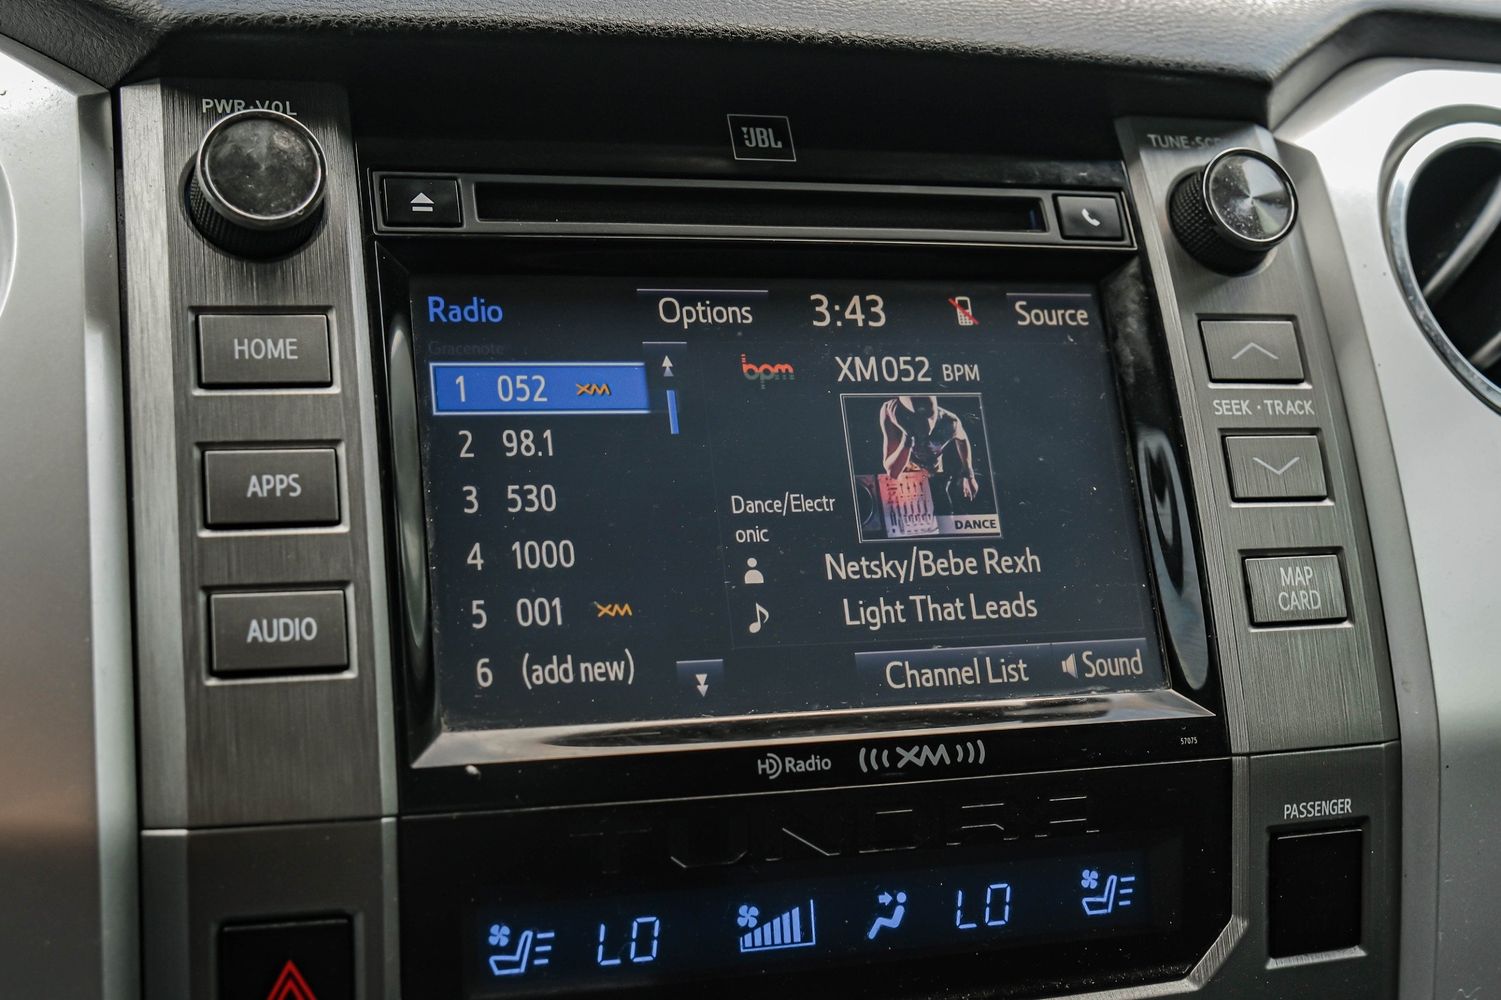 PWR·VOL
JBL
HOME
APPS
AUDIO
Radio
Options
3:43
Source
Gracenote
1 052 XM
2 98.1
3 530
4 1000
5 001 XM
6 (add new)
bpm
XM052 BPM
DANCE
Dance/Electr
onic
Netsky/Bebe Rexh
Light That Leads
Channel List
Sound
SEEK·TRACK
MAP
CARD
HD Radio
(((XM)))
57075
TUNDRA
PASSENGER
LO
LO